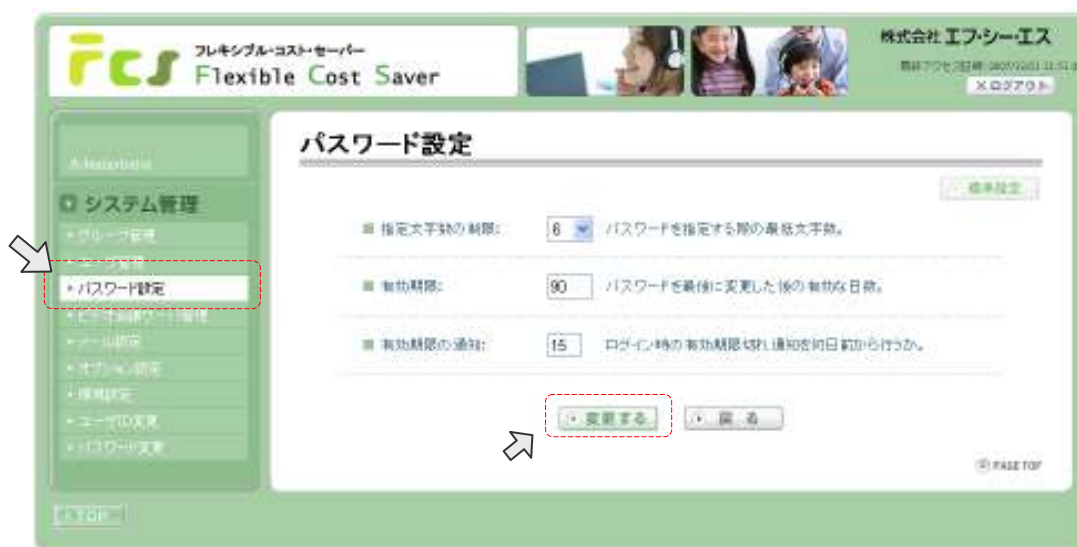 FCS
フレキシブル・コスト・セーバー
Flexible Cost Saver
株式会社 エフ・シー・エス
×ログアウト
パスワード設定
標準設定
システム管理
グループ管理
ユーザ管理
パスワード設定
メール設定
オプション設定
環境設定
ユーザID変更
パスワード変更
指定文字数の制限:
6
パスワードを指定する際の最低文字数。
有効期限:
90
パスワードを最後に変更した後の有効な日数。
有効期限の通知:
15
ログイン時の有効期限切れ通知を何日前から行うか。
変更する
戻 る
PAGE TOP
TOP